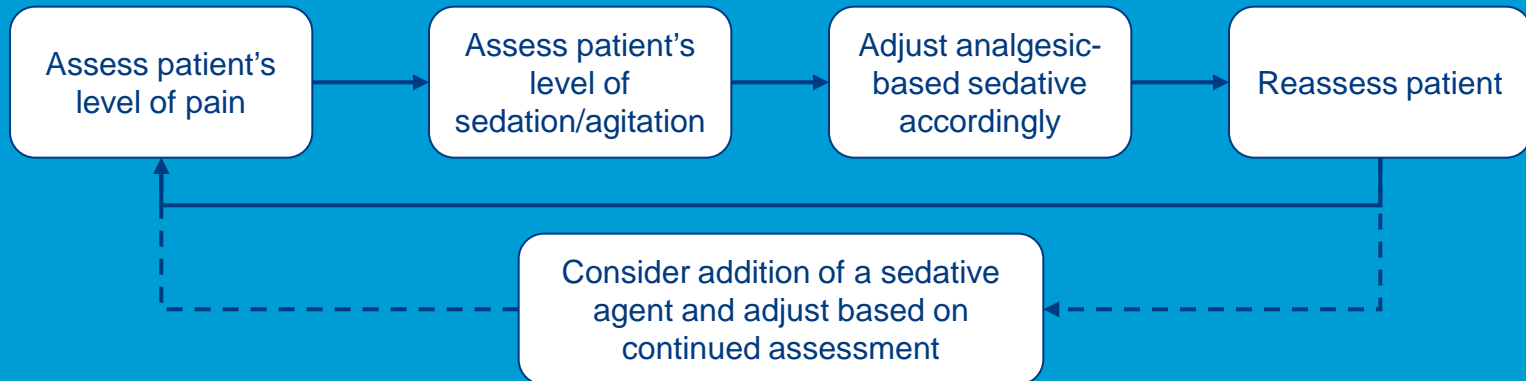 Assess patient's
level of pain
Assess patient's
level of
sedation/agitation
Adjust analgesic-
based sedative
accordingly
Reassess patient
Consider addition of a sedative
agent and adjust based on
continued assessment